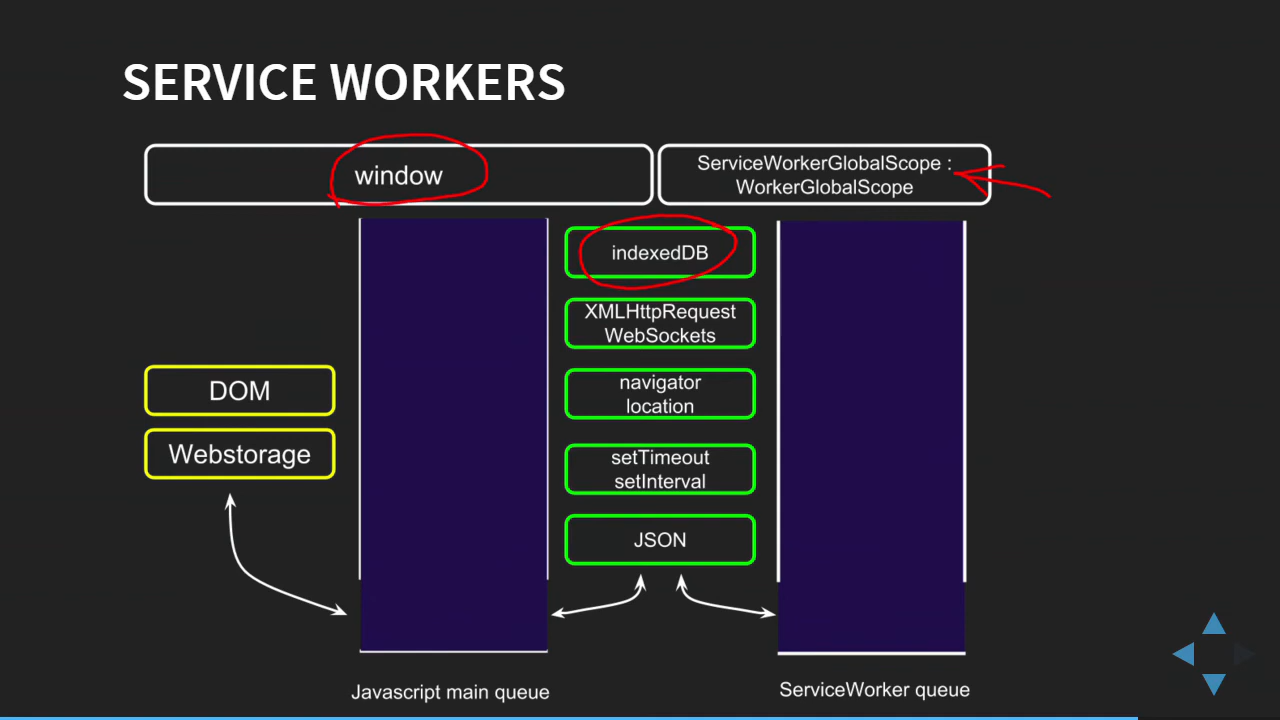 SERVICE WORKERS
window
ServiceWorkerGlobalScope :
WorkerGlobalScope
indexedDB
XMLHttpRequest
WebSockets
navigator
location
DOM
Webstorage
setTimeout
setInterval
JSON
Javascript main queue
ServiceWorker queue